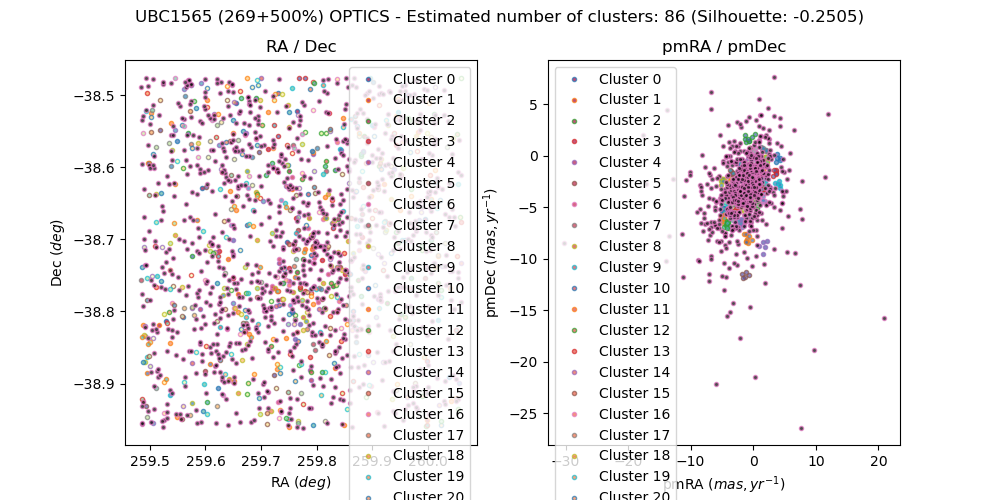 UBC1565 (269+500%) OPTICS - Estimated number of clusters: 86 (Silhouette: -0.2505)
RA / Dec
−38.5
−38.6
−38.7
−38.8
−38.9
Dec (deg)
259.5 259.6 259.7 259.8 259.9 260.0
RA (deg)
Cluster 0
Cluster 1
Cluster 2
Cluster 3
Cluster 4
Cluster 5
Cluster 6
Cluster 7
Cluster 8
Cluster 9
Cluster 10
Cluster 11
Cluster 12
Cluster 13
Cluster 14
Cluster 15
Cluster 16
Cluster 17
Cluster 18
Cluster 19
Cluster 20
pmRA / pmDec
5
0
−5
−10
−15
−20
−25
pmDec (mas, yr⁻¹)
−30 −20 −10 0 10 20
pmRA (mas, yr⁻¹)
Cluster 0
Cluster 1
Cluster 2
Cluster 3
Cluster 4
Cluster 5
Cluster 6
Cluster 7
Cluster 8
Cluster 9
Cluster 10
Cluster 11
Cluster 12
Cluster 13
Cluster 14
Cluster 15
Cluster 16
Cluster 17
Cluster 18
Cluster 19
Cluster 20